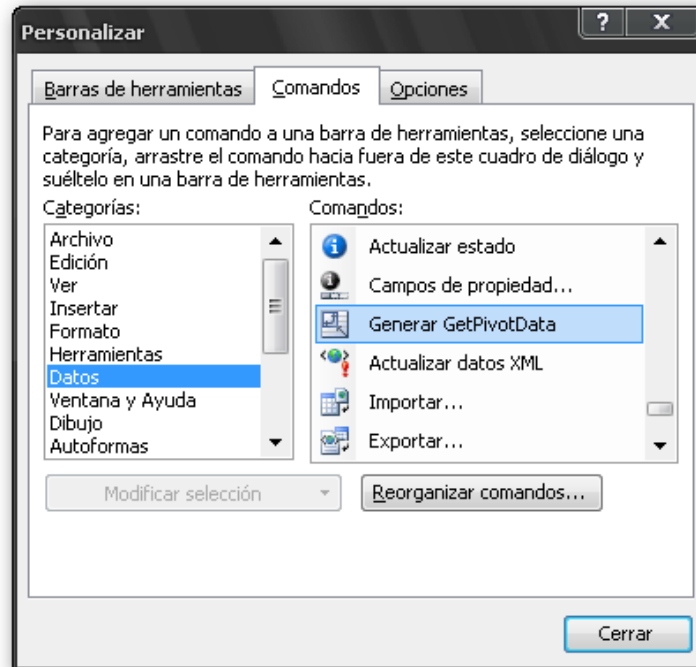 Personalizar
? X
Barras de herramientas
Comandos
Opciones
Para agregar un comando a una barra de herramientas, seleccione una
categoría, arrastre el comando hacia fuera de este cuadro de diálogo y
suéltelo en una barra de herramientas.
Categorías:
Archivo
Edición
Ver
Insertar
Formato
Herramientas
Datos
Ventana y Ayuda
Dibujo
Autoformas
Comandos:
Actualizar estado
Campos de propiedad...
Generar GetPivotData
Actualizar datos XML
Importar...
Exportar...
Modificar selección
Reorganizar comandos...
Cerrar